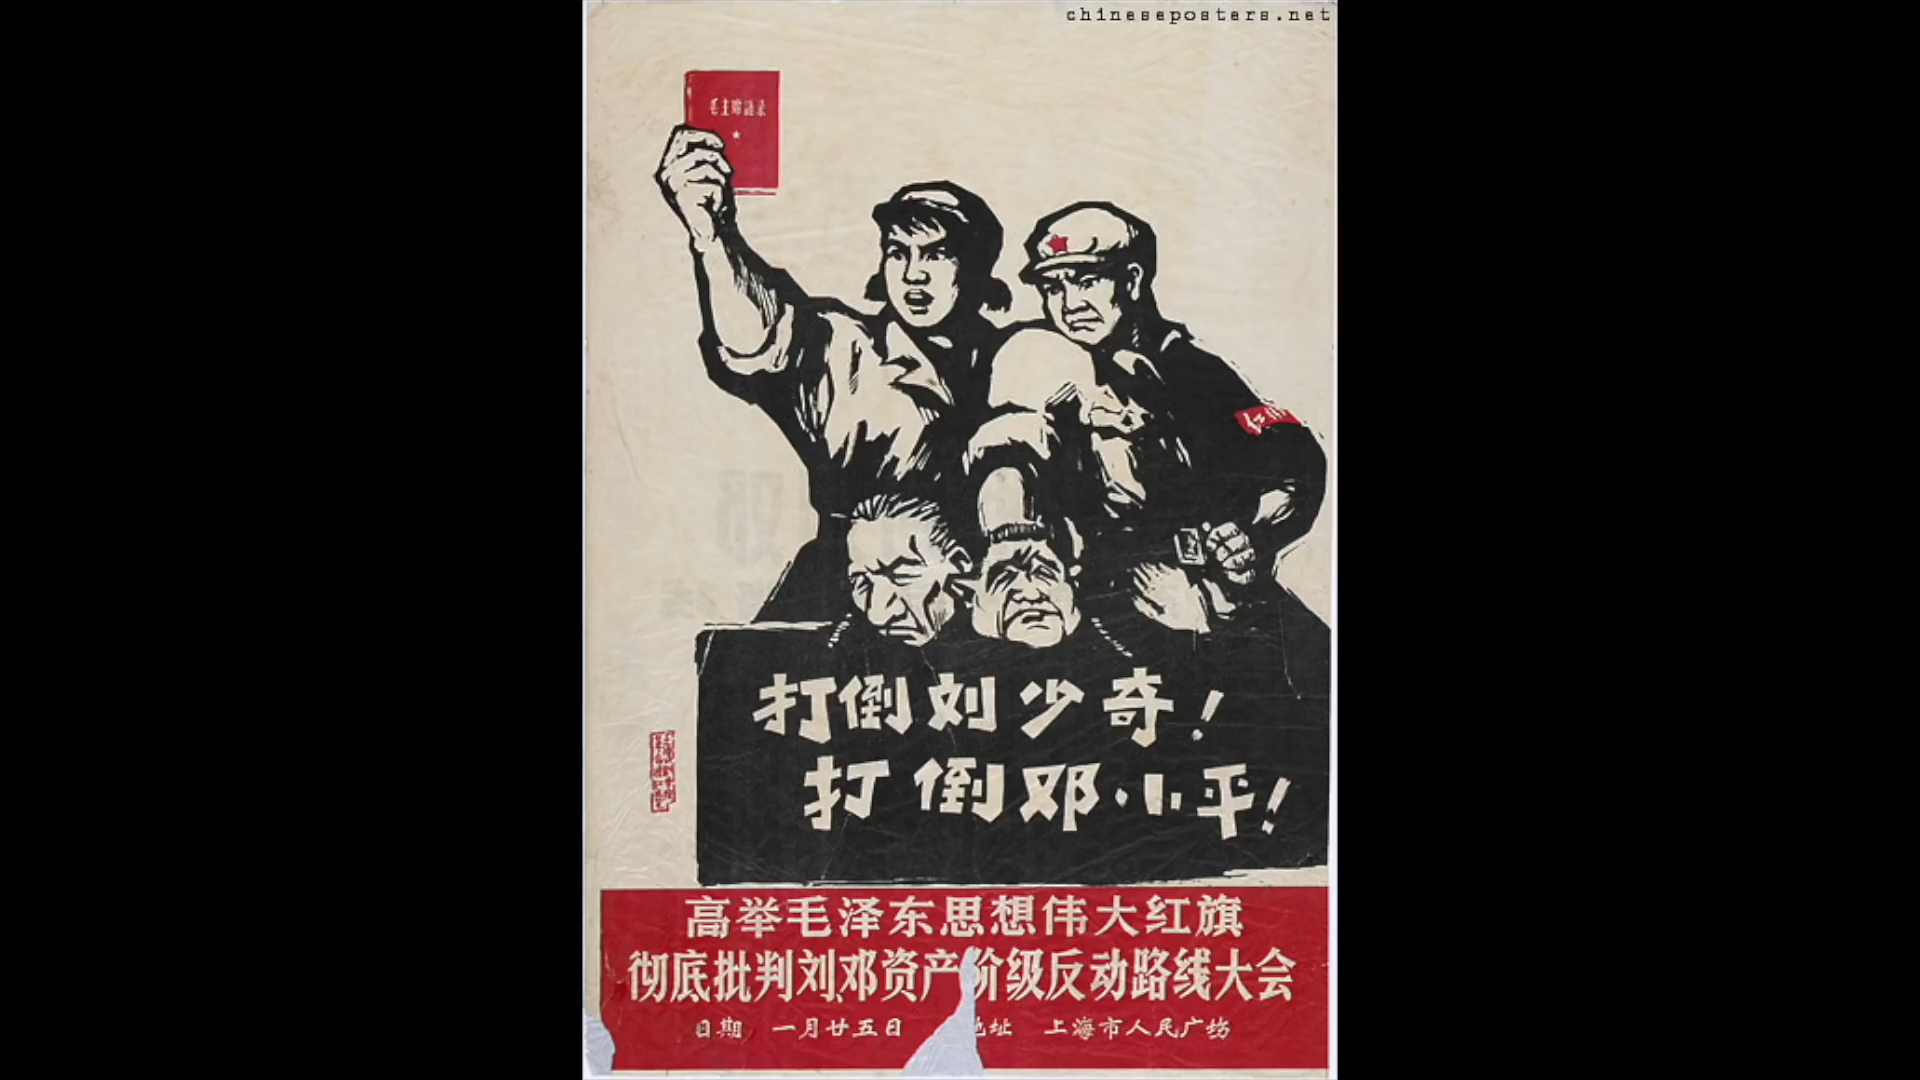 chineseposters.net
毛主席语录
打倒刘少奇!
打倒邓小平!
高举毛泽东思想伟大红旗
彻底批判刘邓资产阶级反动路线大会
日期 一月廿五日 地址 上海市人民广场